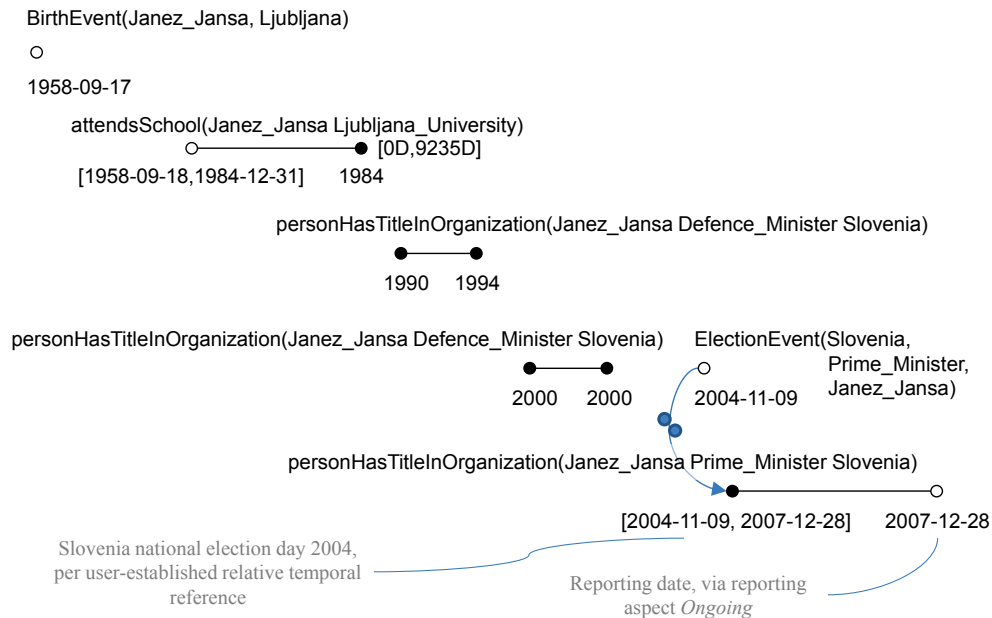 BirthEvent(Janez_Jansa, Ljubljana)
1958-09-17
attendsSchool(Janez_Jansa Ljubljana_University)
[0D,9235D]
[1958-09-18,1984-12-31] 1984
personHasTitleInOrganization(Janez_Jansa Defence_Minister Slovenia)
1990 1994
personHasTitleInOrganization(Janez_Jansa Defence_Minister Slovenia)
2000 2000
ElectionEvent(Slovenia,
Prime_Minister,
Janez_Jansa)
2004-11-09
personHasTitleInOrganization(Janez_Jansa Prime_Minister Slovenia)
[2004-11-09, 2007-12-28] 2007-12-28
Slovenia national election day 2004,
per user-established relative temporal
reference
Reporting date, via reporting
aspect Ongoing